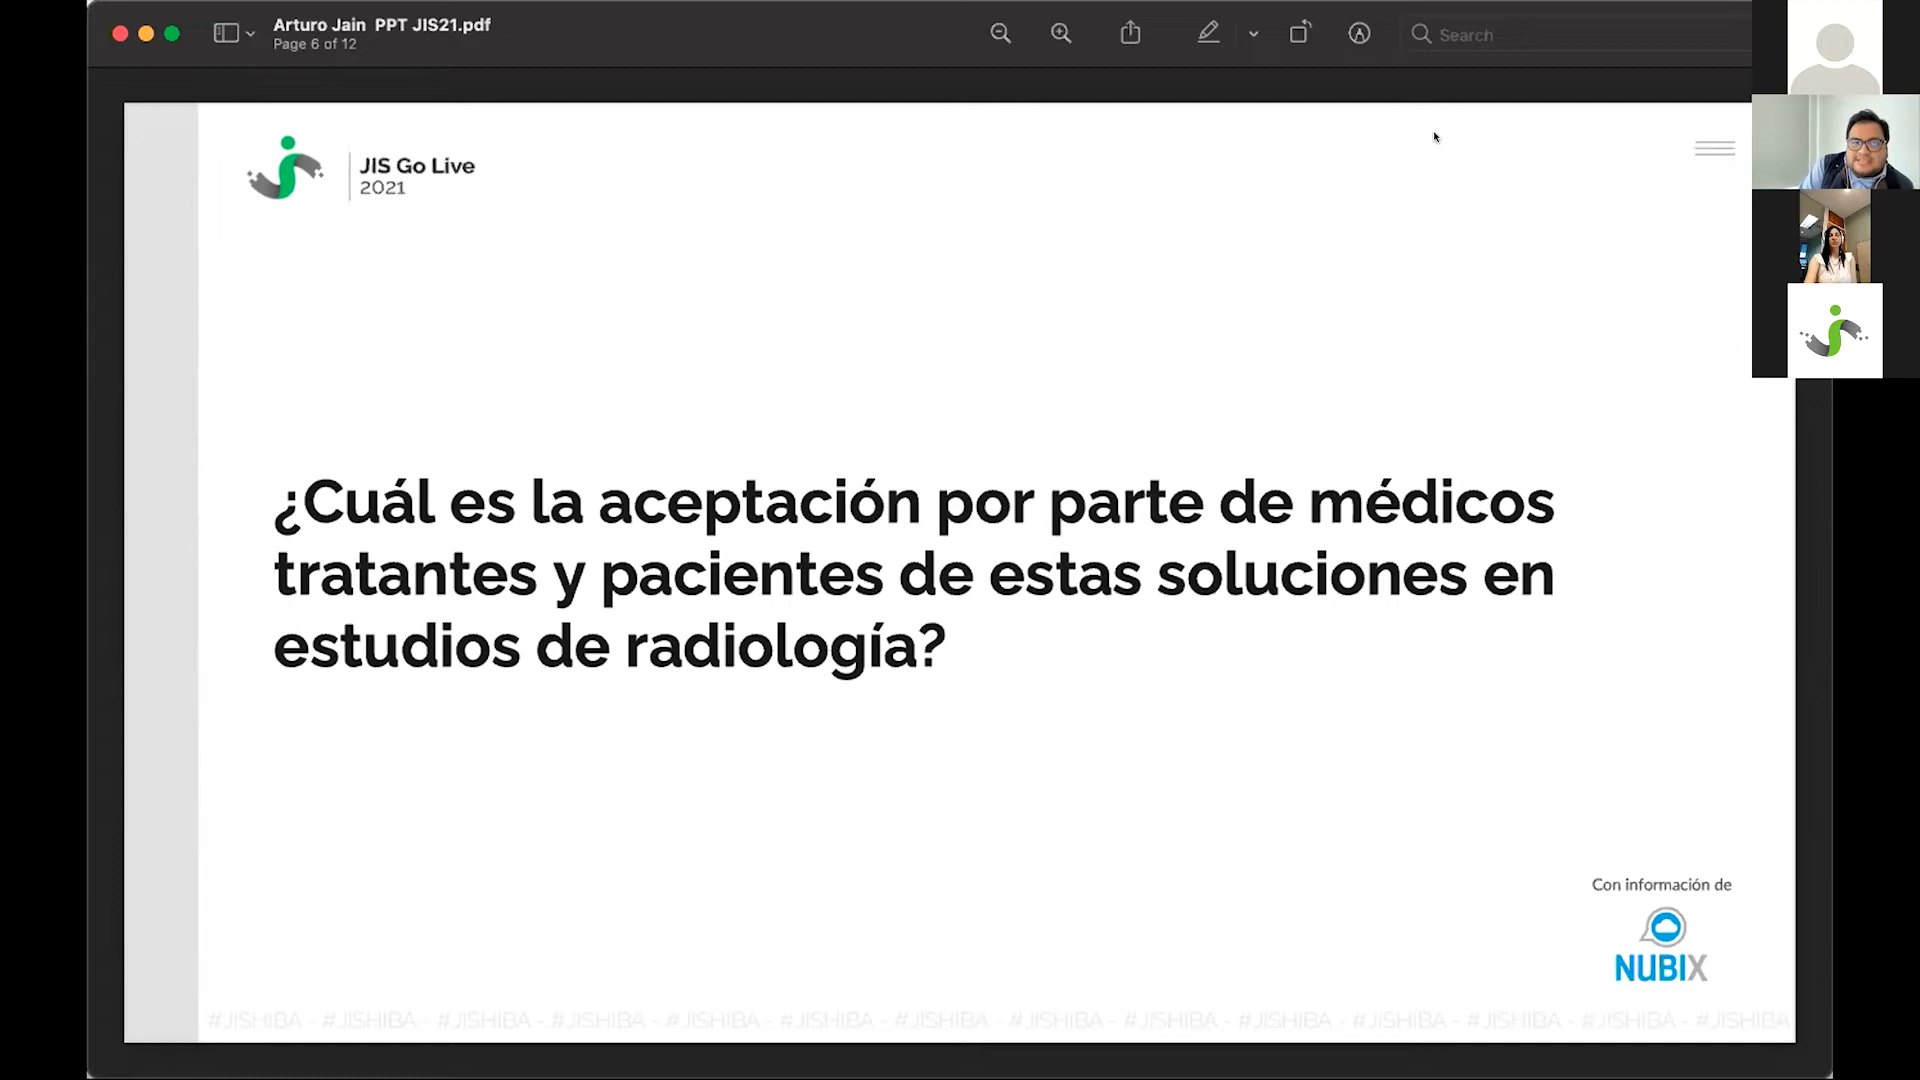 Arturo Jain  PPT JIS21.pdf
Page 6 of 12
Search
JIS Go Live
2021
¿Cuál es la aceptación por parte de médicos
tratantes y pacientes de estas soluciones en
estudios de radiología?
Con información de
NUBIX
#JISHIBA - #JISHIBA - #JISHIBA - #JISHIBA - #JISHIBA - #JISHIBA - #JISHIBA - #JISHIBA - #JISHIBA - #JISHIBA - #JISHIBA - #JISHIBA - #JISHIBA - #JISHIBA